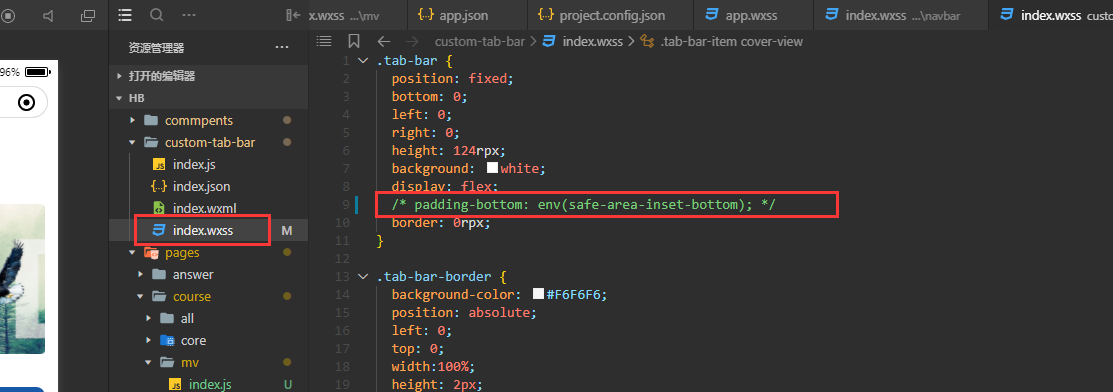 x.wxss ...\mv
app.json
project.config.json
app.wxss
index.wxss ...\navbar
index.wxss custom-tab
96%
资源管理器
打开的编辑器
HB
commpents
custom-tab-bar
index.js
index.json
index.wxml
index.wxss M
pages
answer
course
all
core
mv
index.js U
custom-tab-bar > index.wxss > .tab-bar-item cover-view
1 .tab-bar {
2 position: fixed;
3 bottom: 0;
4 left: 0;
5 right: 0;
6 height: 124rpx;
7 background: white;
8 display: flex;
9 /* padding-bottom: env(safe-area-inset-bottom); */
10 border: 0rpx;
11 }
12
13 .tab-bar-border {
14 background-color: #F6F6F6;
15 position: absolute;
16 left: 0;
17 top: 0;
18 width:100%;
19 height: 2px;